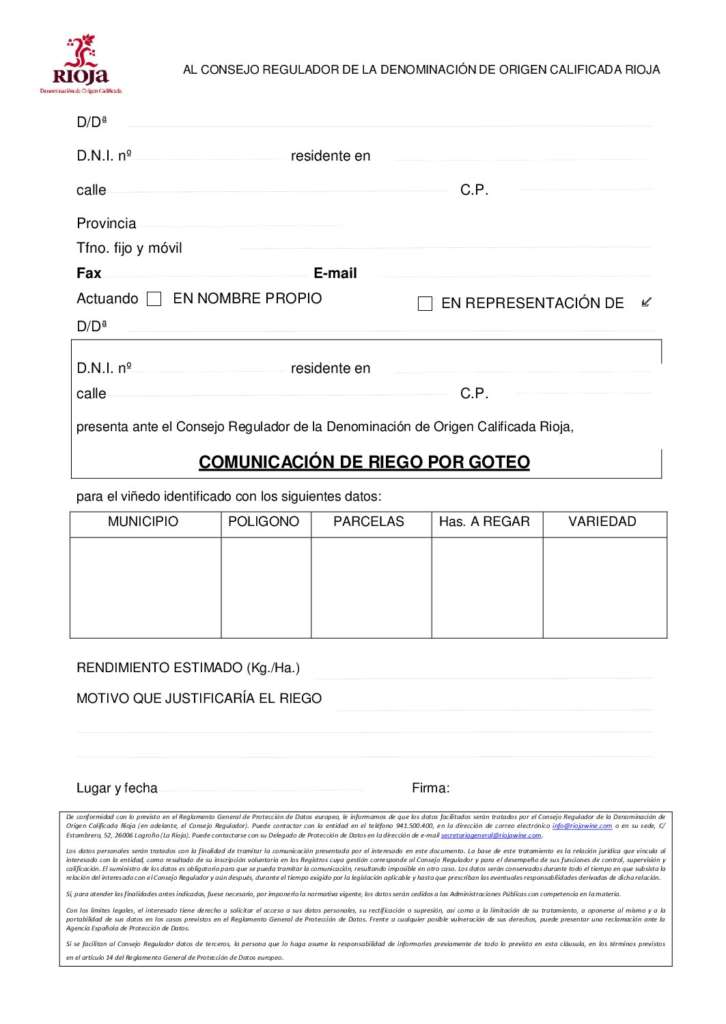 RIOJA
Denominación de Origen Calificada
AL CONSEJO REGULADOR DE LA DENOMINACIÓN DE ORIGEN CALIFICADA RIOJA
D/Dª
D.N.I. nº residente en
calle C.P.
Provincia
Tfno. fijo y móvil
Fax E-mail
Actuando EN NOMBRE PROPIO EN REPRESENTACIÓN DE
D/Dª
D.N.I. nº residente en
calle C.P.
presenta ante el Consejo Regulador de la Denominación de Origen Calificada Rioja,
COMUNICACIÓN DE RIEGO POR GOTEO
para el viñedo identificado con los siguientes datos:
MUNICIPIO POLIGONO PARCELAS Has. A REGAR VARIEDAD
RENDIMIENTO ESTIMADO (Kg./Ha.)
MOTIVO QUE JUSTIFICARÍA EL RIEGO
Lugar y fecha Firma:
De conformidad con lo previsto en el Reglamento General de Protección de Datos europeo, le informamos de que los datos facilitados serán tratados por el Consejo Regulador de la Denominación de
Origen Calificada Rioja (en adelante, el Consejo Regulador). Puede contactar con la entidad en el teléfono 941.500.400, en la dirección de correo electrónico info@riojawine.com o en su sede, C/
Estambrera, 52, 26006 Logroño (La Rioja). Puede contactarse con su Delegado de Protección de Datos en la dirección de e-mail secretariageneral@riojawine.com.
Los datos personales serán tratados con la finalidad de tramitar la comunicación presentada por el interesado en este documento. La base de este tratamiento es la relación jurídica que vincula al
interesado con la entidad, como resultado de su inscripción voluntaria en los Registros cuya gestión corresponde al Consejo Regulador y para el desempeño de sus funciones de control, supervisión y
calificación. El suministro de los datos es obligatorio para que se pueda tramitar la comunicación, resultando imposible en otro caso. Los datos serán conservados durante todo el tiempo en que subsista la
relación del interesado con el Consejo Regulador y aún después, durante el tiempo exigido por la legislación aplicable y hasta que prescriban las eventuales responsabilidades derivadas de dicha relación.
Si, para atender las finalidades antes indicadas, fuese necesario, por imponerlo la normativa vigente, los datos serán cedidos a las Administraciones Públicas con competencia en la materia.
Con los límites legales, el interesado tiene derecho a solicitar el acceso a sus datos personales, su rectificación o supresión, así como a la limitación de su tratamiento, a oponerse al mismo y a la
portabilidad de sus datos en los casos previstos en el Reglamento General de Protección de Datos. Frente a cualquier posible vulneración de sus derechos, puede presentar una reclamación ante la
Agencia Española de Protección de Datos.
Si se facilitan al Consejo Regulador datos de terceros, la persona que lo haga asume la responsabilidad de informarles previamente de todo lo previsto en esta cláusula, en los términos previstos
en el artículo 14 del Reglamento General de Protección de Datos europeo.